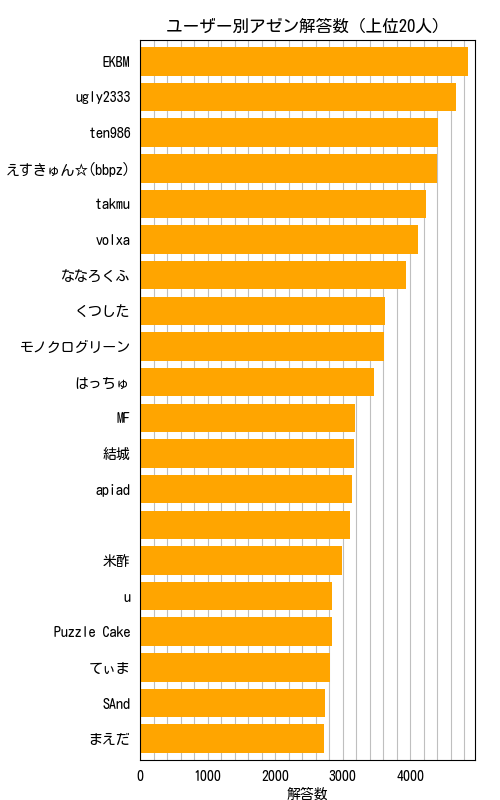 ユーザー別アゼン解答数 (上位20人)
EKBM
ugly2333
ten986
えすきゅん☆(bbpz)
takmu
volxa
ななろくふ
くつした
モノクログリーン
はっちゅ
MF
結城
apiad
米酢
u
Puzzle Cake
てぃま
SAnd
まえだ
0 1000 2000 3000 4000
解答数